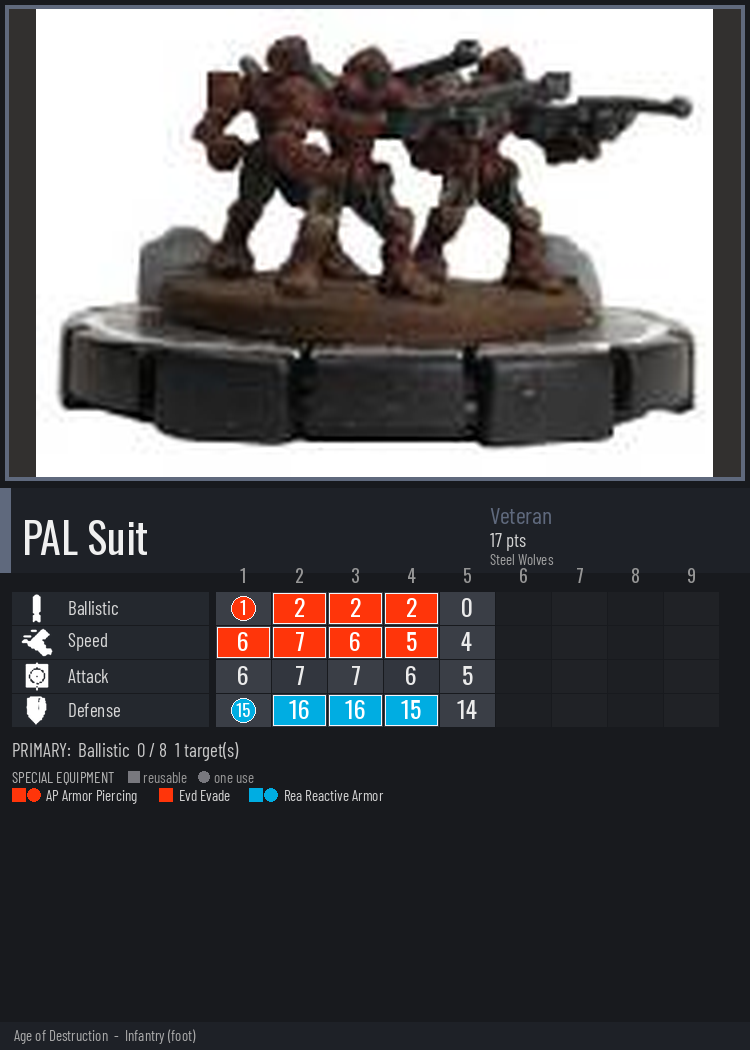 PAL Suit
Veteran
17 pts
Steel Wolves
1 2 3 4 5 6 7 8 9
Ballistic 1 2 2 2 0
Speed 6 7 6 5 4
Attack 6 7 7 6 5
Defense 15 16 16 15 14
PRIMARY: Ballistic 0 / 8 1 target(s)
SPECIAL EQUIPMENT reusable one use
AP Armor Piercing Evd Evade Rea Reactive Armor
Age of Destruction - Infantry (foot)